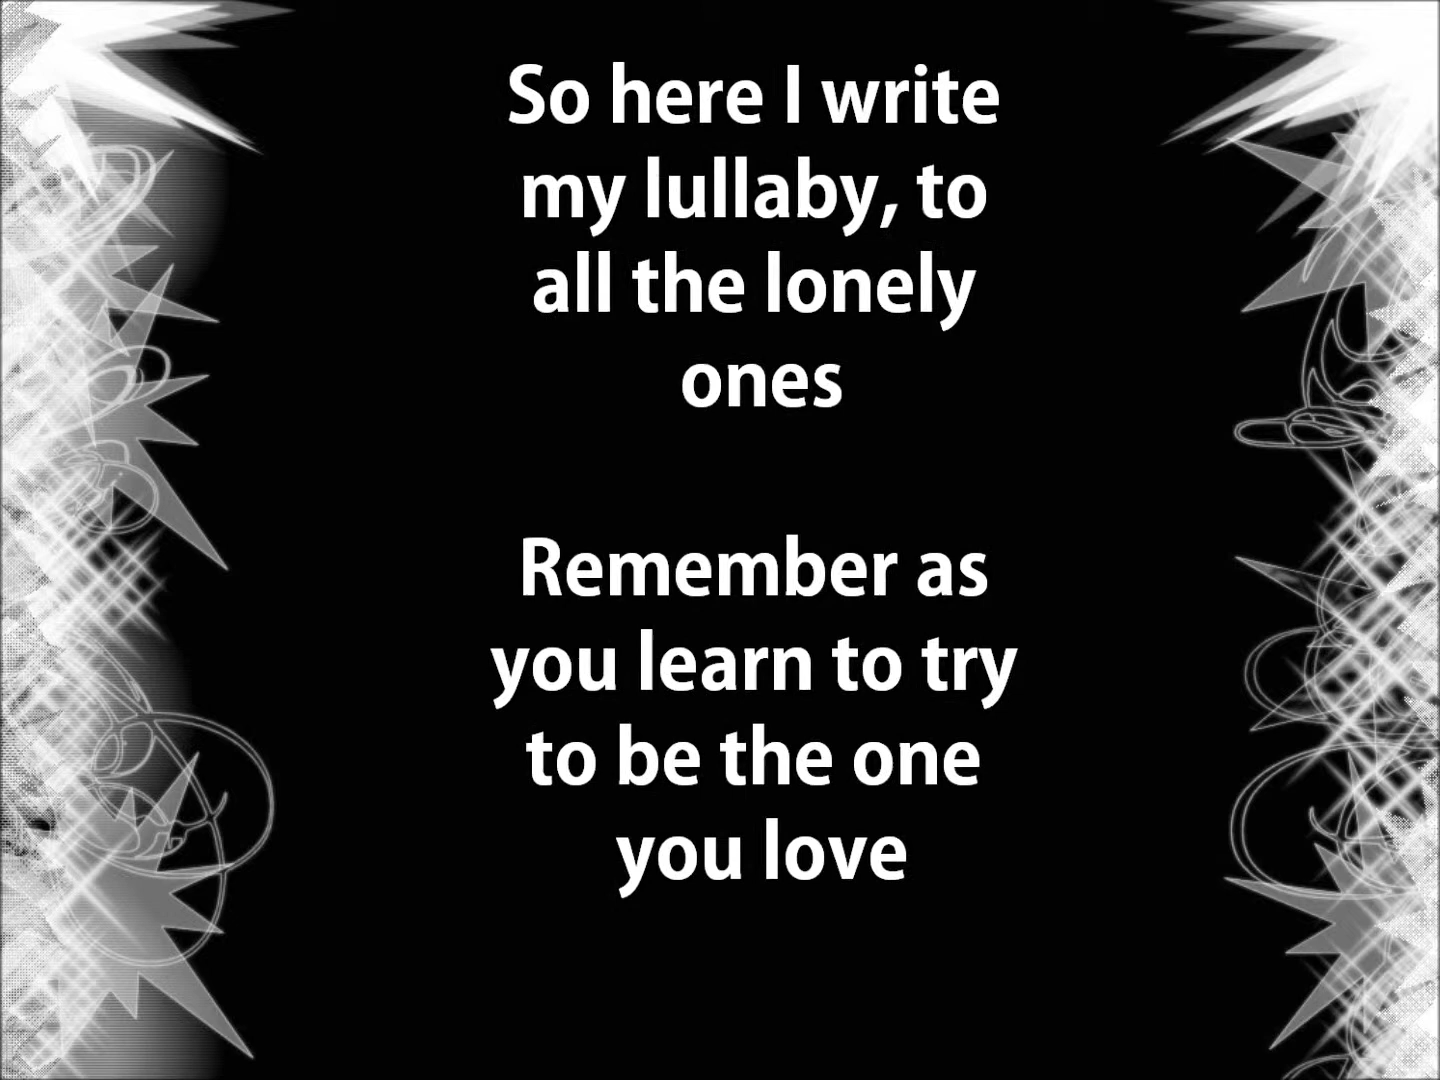 So here I write
my lullaby, to
all the lonely
ones
Remember as
you learn to try
to be the one
you love